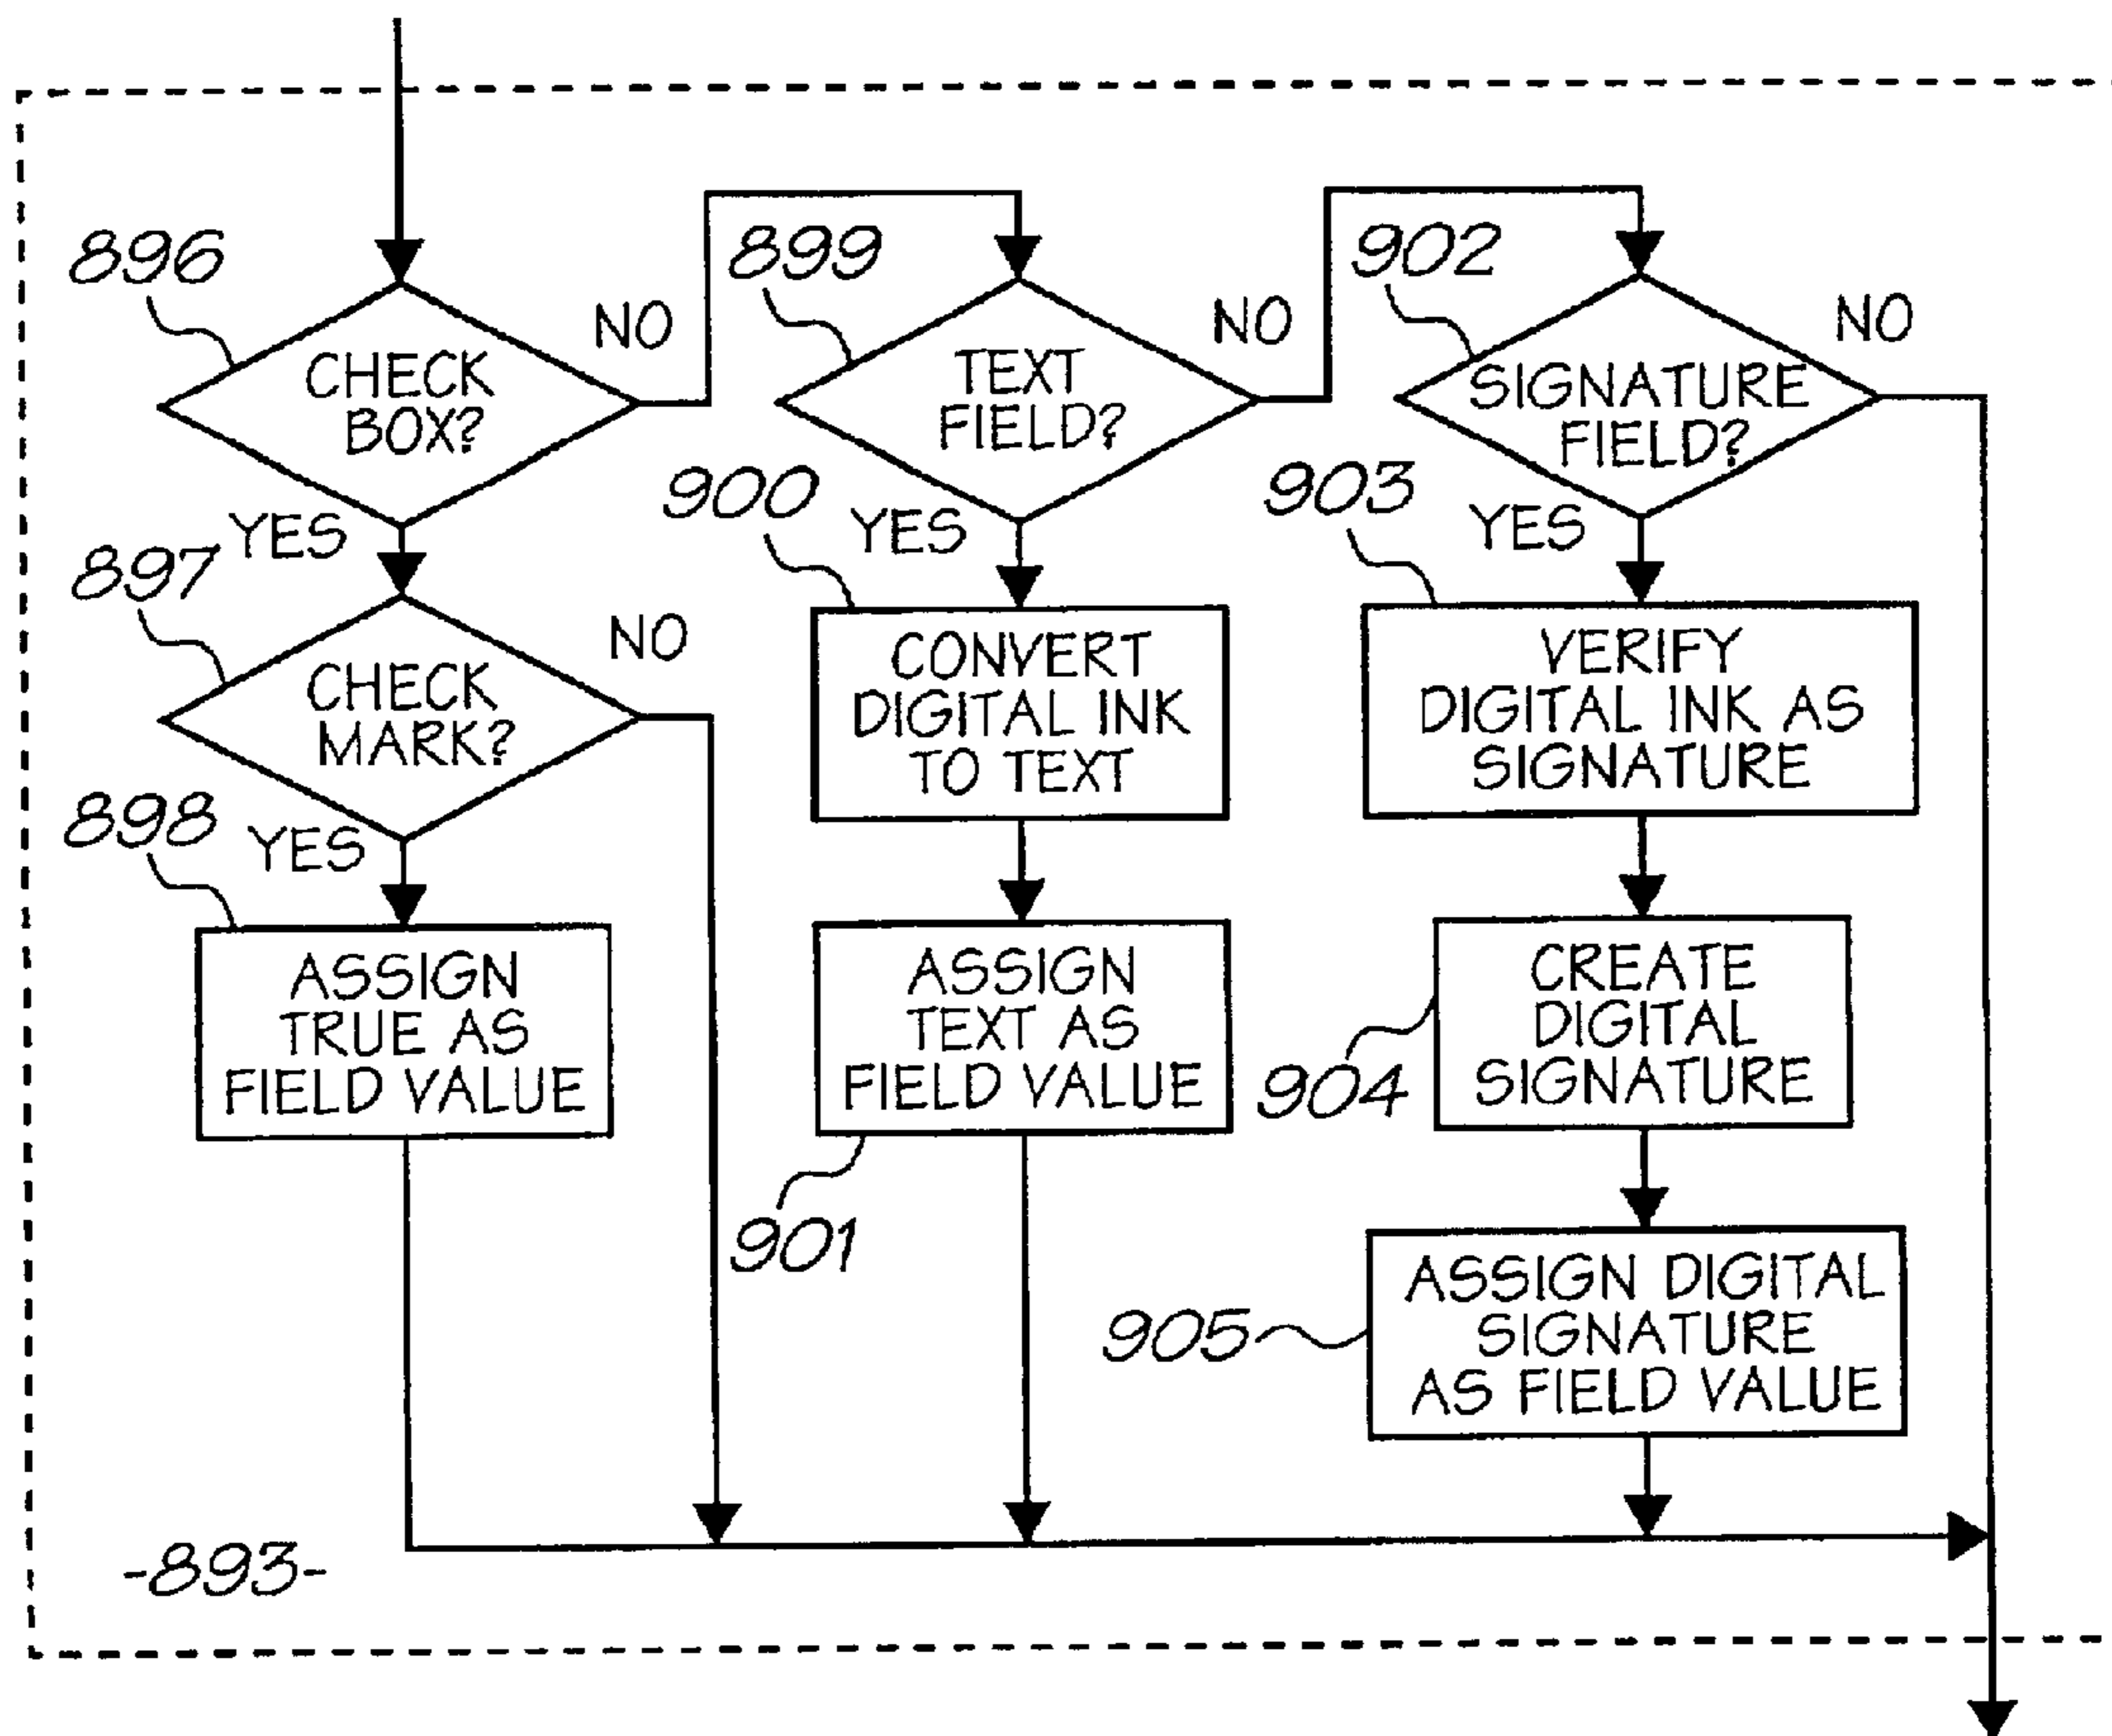 896
CHECK
BOX?
NO
YES
897
CHECK
MARK?
NO
YES
898
ASSIGN
TRUE AS
FIELD VALUE
899
TEXT
FIELD?
NO
YES
900
CONVERT
DIGITAL INK
TO TEXT
ASSIGN
TEXT AS
FIELD VALUE
901
902
SIGNATURE
FIELD?
NO
YES
903
VERIFY
DIGITAL INK AS
SIGNATURE
CREATE
DIGITAL
SIGNATURE
904
ASSIGN DIGITAL
SIGNATURE
AS FIELD VALUE
905
-893-